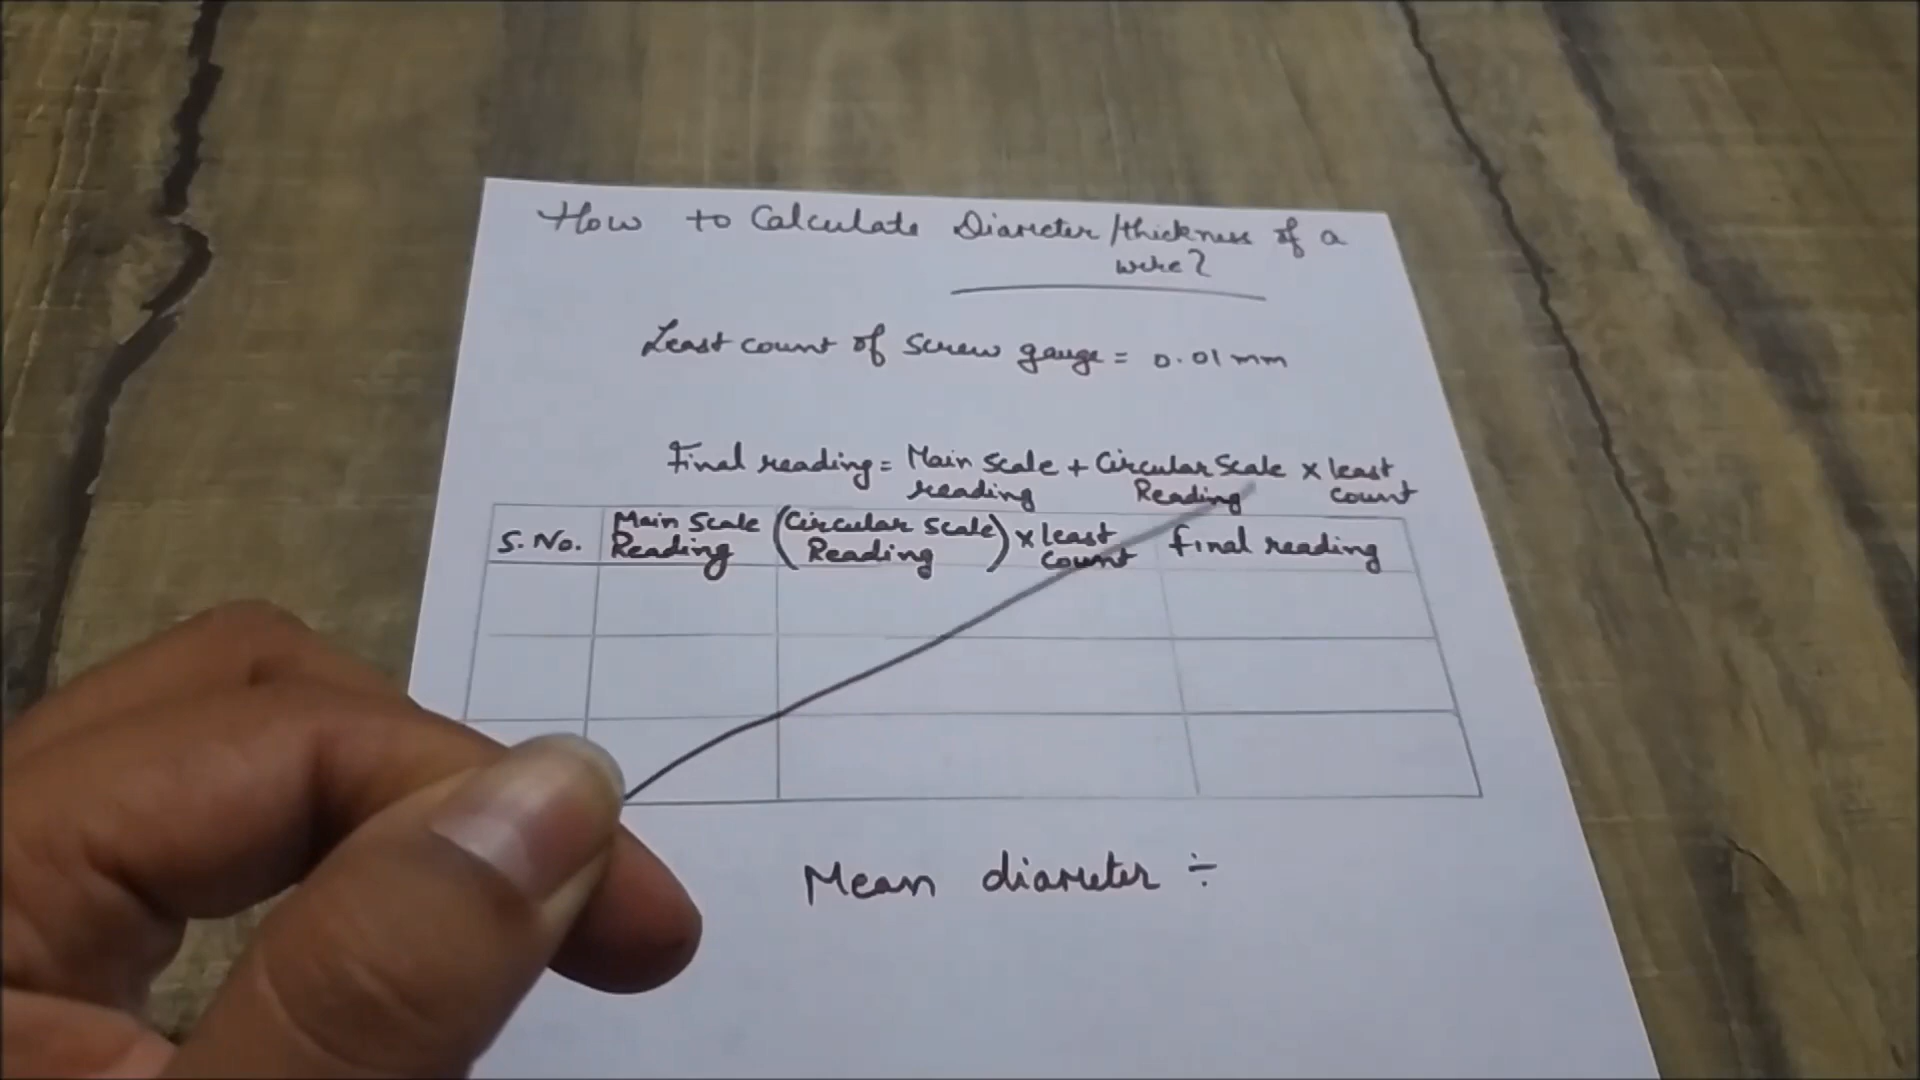 How to Calculate Diameter/thickness of a
wire?
Least count of Screw gauge = 0.01 mm
Final reading = Main Scale + Circular Scale × least
reading Reading count
S. No. Main Scale (Circular Scale) × least final reading
Reading Reading count
Mean diameter ÷